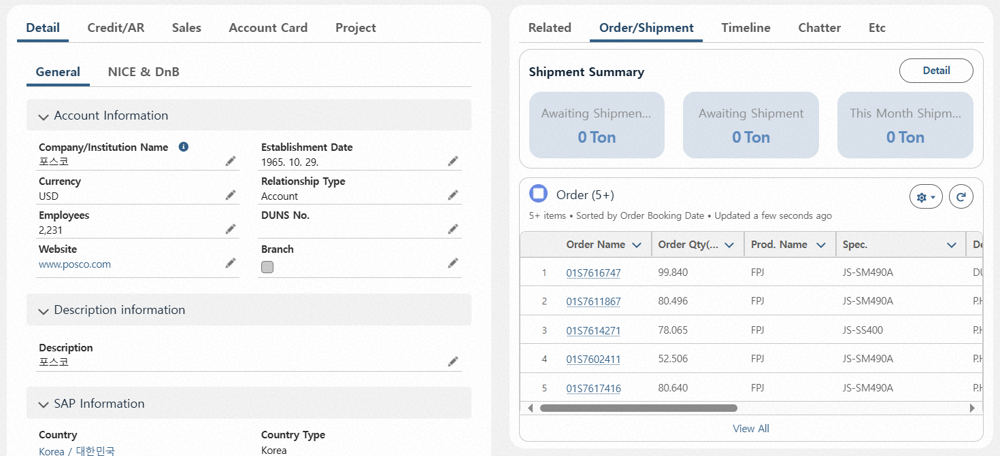 Detail Credit/AR Sales Account Card Project
General NICE & DnB
Account Information
Company/Institution Name
포스코
Establishment Date
1965. 10. 29.
Currency
USD
Relationship Type
Account
Employees
2,231
DUNS No.
Website
www.posco.com
Branch
Description information
Description
포스코
SAP Information
Country
Korea / 대한민국
Country Type
Korea
Related Order/Shipment Timeline Chatter Etc
Shipment Summary
Detail
Awaiting Shipmen...
0 Ton
Awaiting Shipment
0 Ton
This Month Shipm...
0 Ton
Order (5+)
5+ items • Sorted by Order Booking Date • Updated a few seconds ago
Order Name Order Qty(... Prod. Name Spec.
1 01S7616747 99.840 FPJ JS-SM490A
2 01S7611867 80.496 FPJ JS-SM490A
3 01S7614271 78.065 FPJ JS-SS400
4 01S7602411 52.506 FPJ JS-SM490A
5 01S7617416 80.640 FPJ JS-SM490A
View All